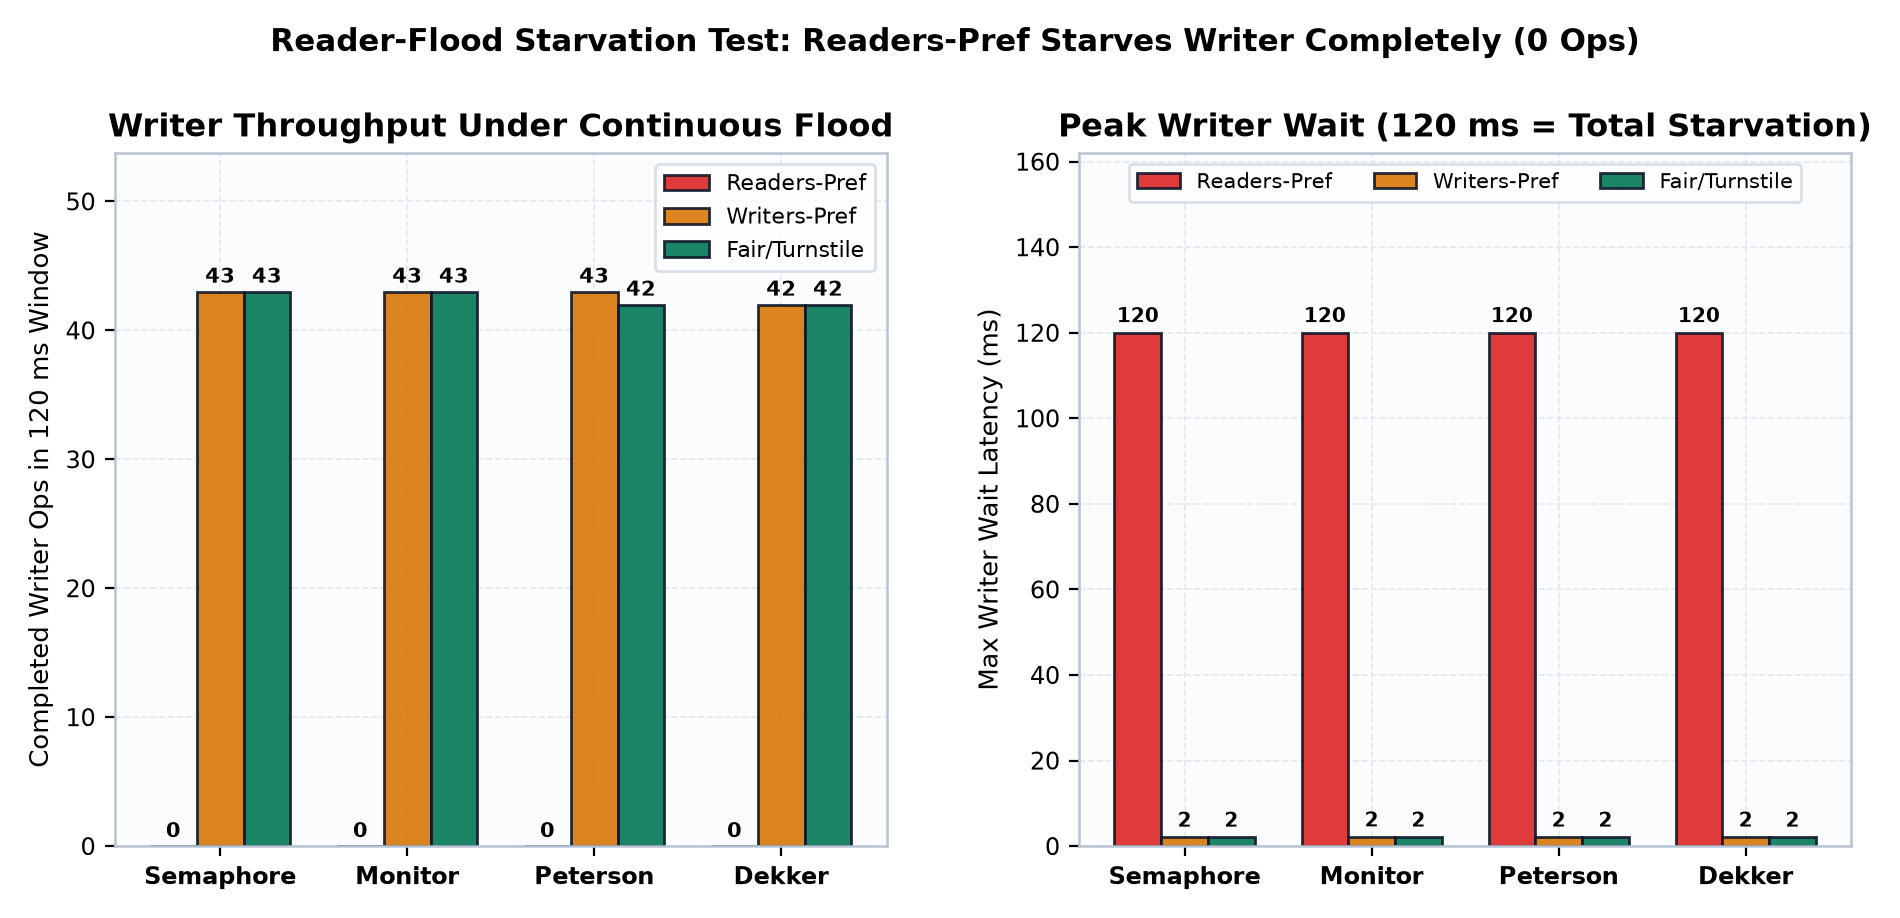 Reader-Flood Starvation Test: Readers-Pref Starves Writer Completely (0 Ops)
Writer Throughput Under Continuous Flood
Completed Writer Ops in 120 ms Window
50
40
30
20
10
0
Readers-Pref
Writers-Pref
Fair/Turnstile
0 43 43
0 43 43
0 43 42
0 42 42
Semaphore Monitor Peterson Dekker
Peak Writer Wait (120 ms = Total Starvation)
Max Writer Wait Latency (ms)
160
140
120
100
80
60
40
20
0
Readers-Pref Writers-Pref Fair/Turnstile
120 2 2
120 2 2
120 2 2
120 2 2
Semaphore Monitor Peterson Dekker